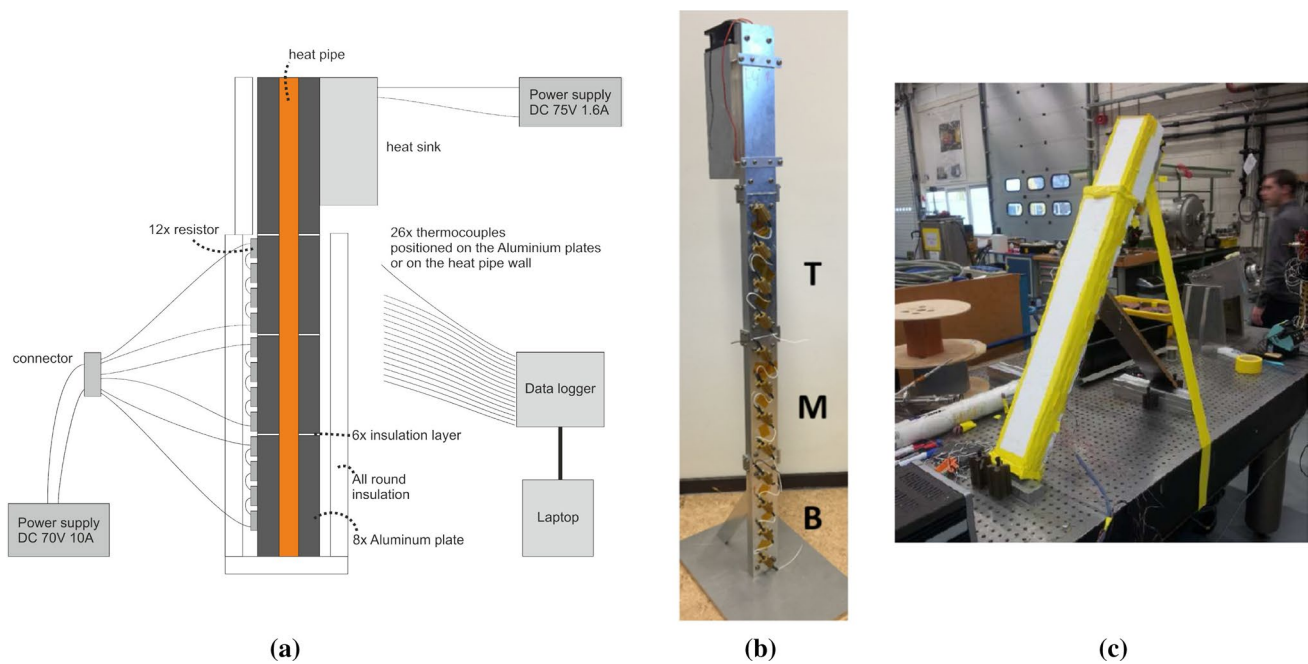 heat pipe
Power supply
DC 75V 1.6A
heat sink
12x resistor
26x thermocouples
positioned on the Aluminium plates
or on the heat pipe wall
connector
Data logger
6x insulation layer
All round
insulation
Laptop
Power supply
DC 70V 10A
8x Aluminum plate
T
M
B
(a)
(b)
(c)